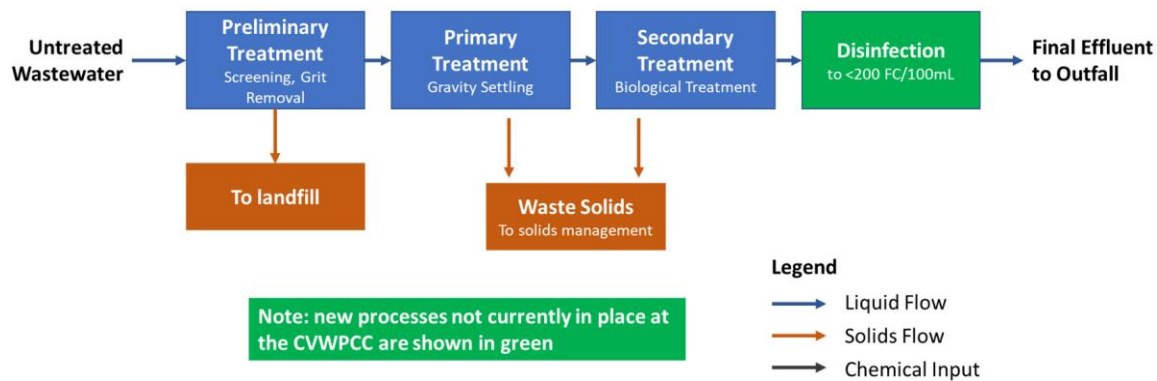 Untreated
Wastewater
Preliminary
Treatment
Screening, Grit
Removal
Primary
Treatment
Gravity Settling
Secondary
Treatment
Biological Treatment
Disinfection
to <200 FC/100mL
Final Effluent
to Outfall
To landfill
Waste Solids
To solids management
Legend
Liquid Flow
Solids Flow
Chemical Input
Note: new processes not currently in place at
the CVWPCC are shown in green